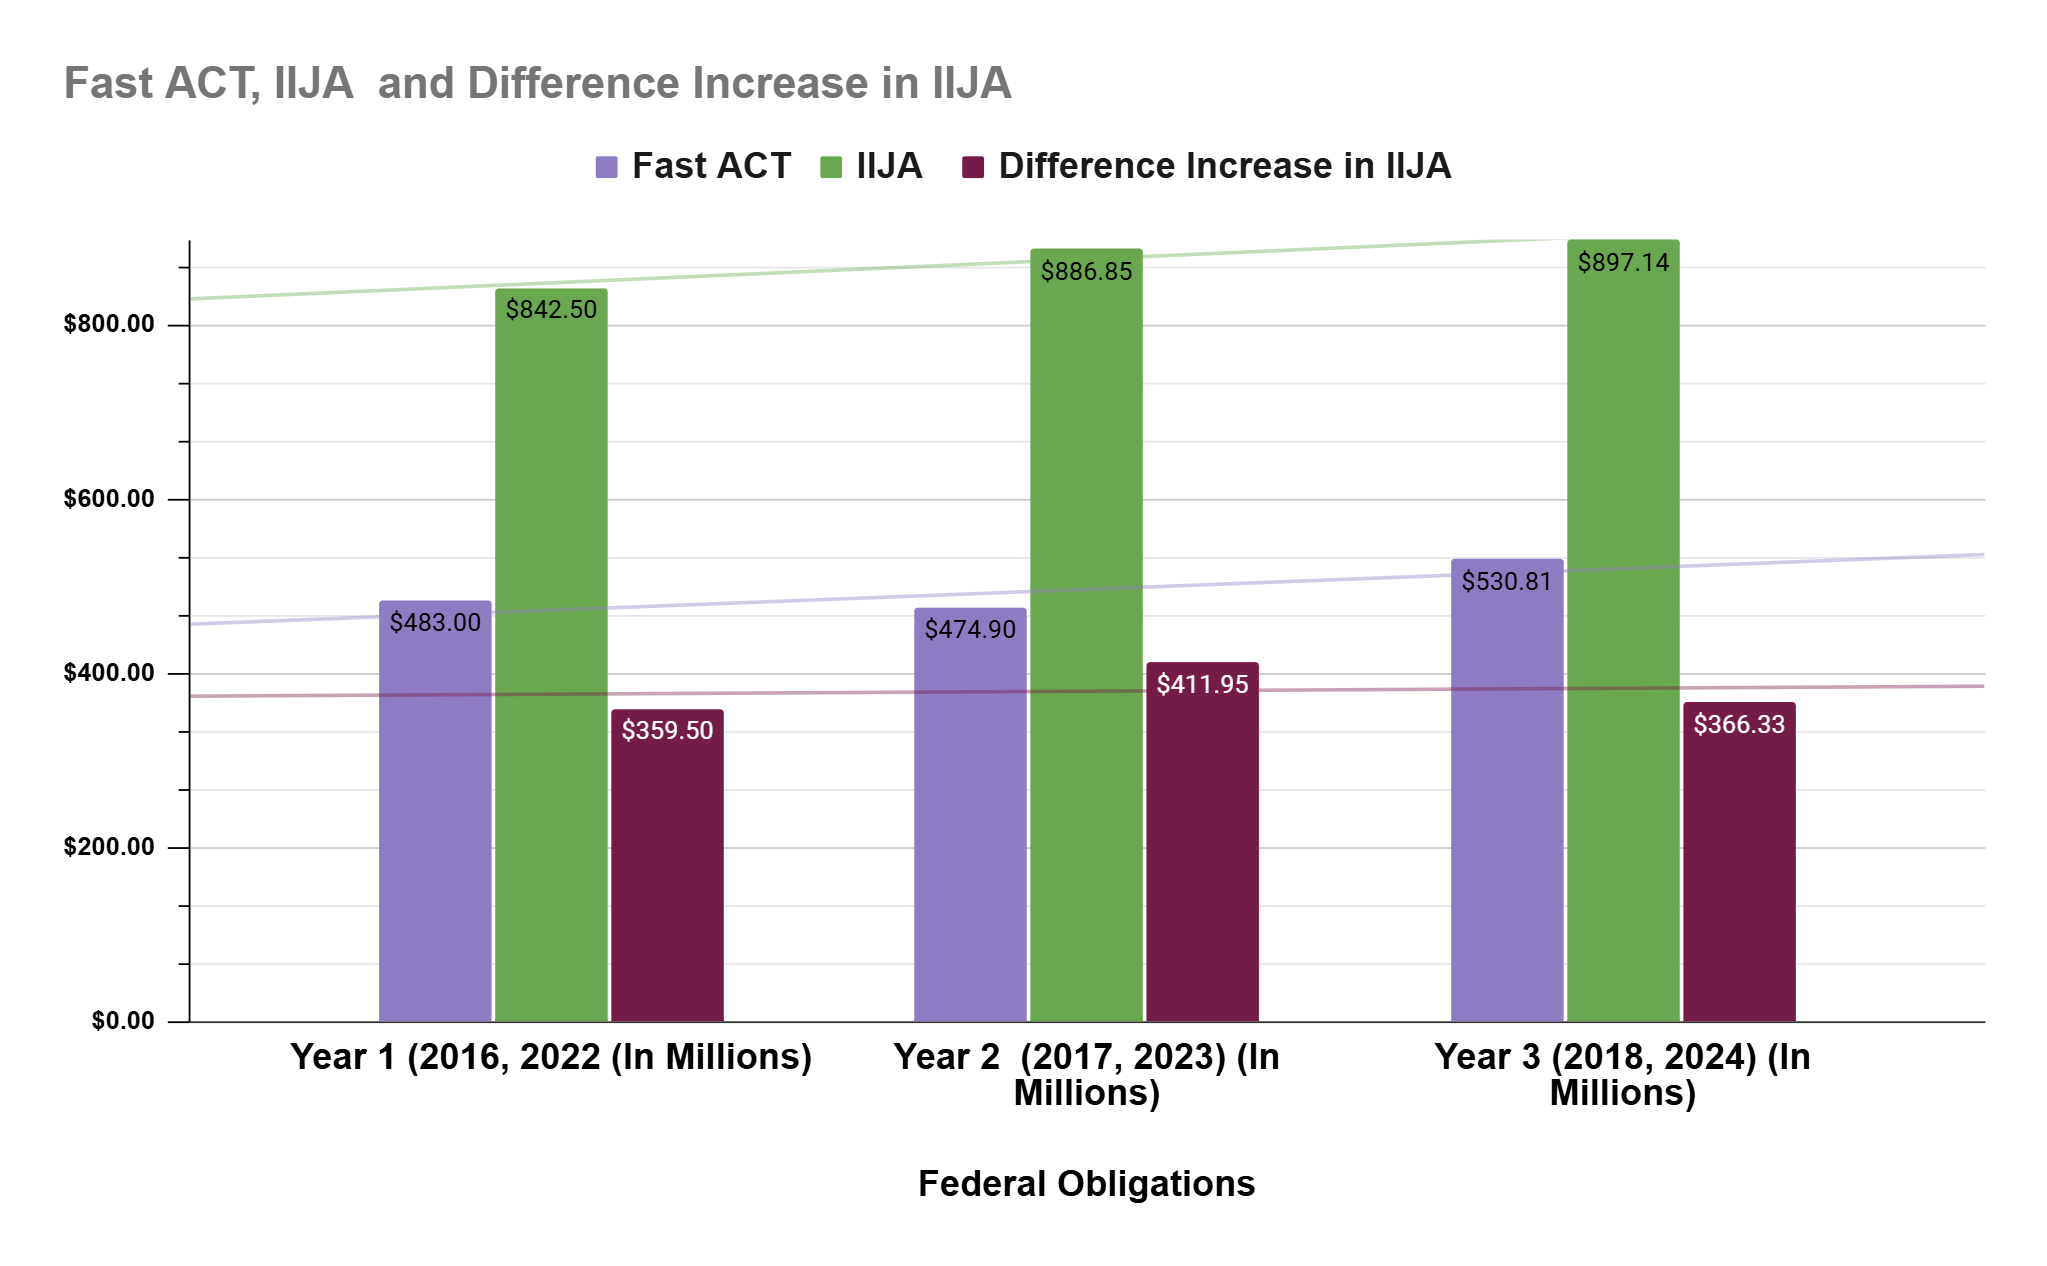 Fast ACT, IIJA  and Difference Increase in IIJA
Fast ACT
IIJA
Difference Increase in IIJA
$800.00
$600.00
$400.00
$200.00
$0.00
$483.00
$842.50
$359.50
$474.90
$886.85
$411.95
$530.81
$897.14
$366.33
Year 1 (2016, 2022 (In Millions)
Year 2  (2017, 2023) (In
Millions)
Year 3 (2018, 2024) (In
Millions)
Federal Obligations